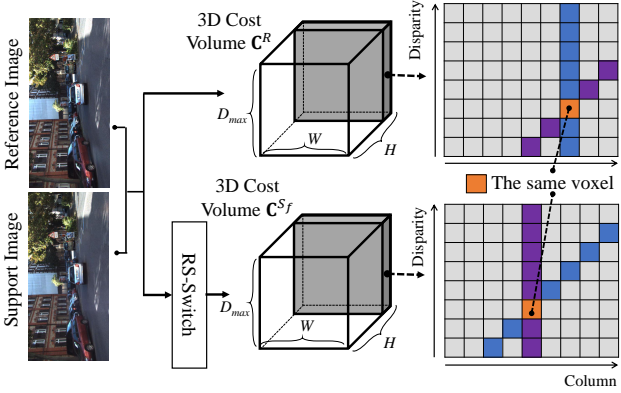 Reference Image
Support Image
3D Cost
Volume C^R
D_max
W
H
3D Cost
Volume C^{S_f}
RS-Switch
D_max
W
H
Disparity
The same voxel
Disparity
Column